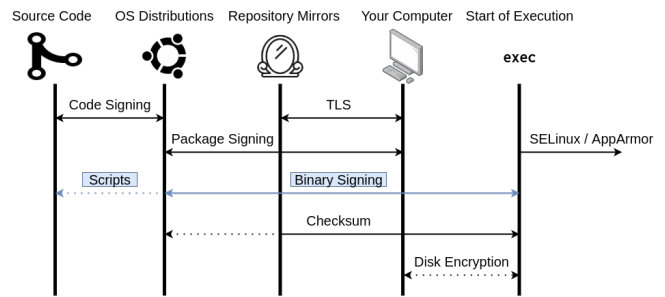 Source Code
OS Distributions
Repository Mirrors
Your Computer
Start of Execution
exec
Code Signing
TLS
Package Signing
SELinux / AppArmor
Scripts
Binary Signing
Checksum
Disk Encryption